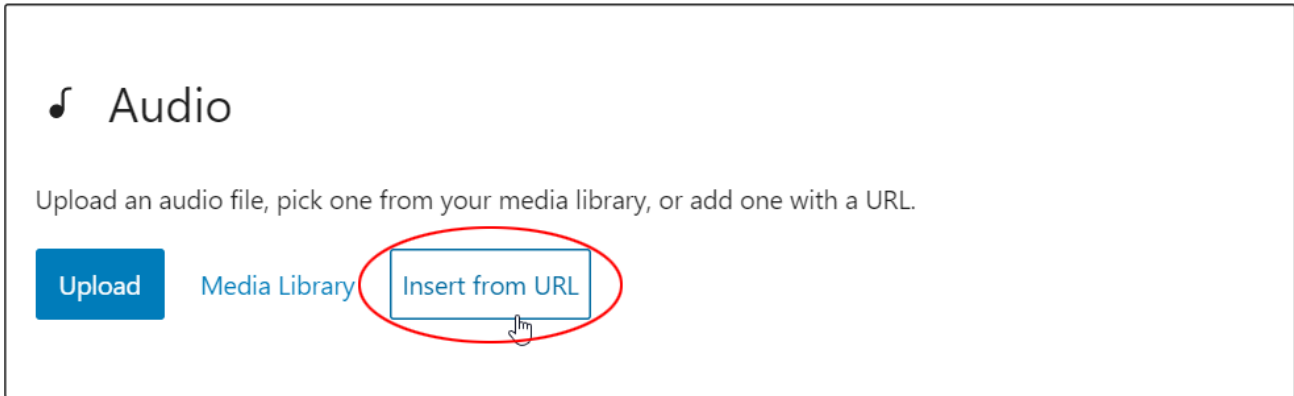 Audio
Upload an audio file, pick one from your media library, or add one with a URL.
Upload Media Library Insert from URL